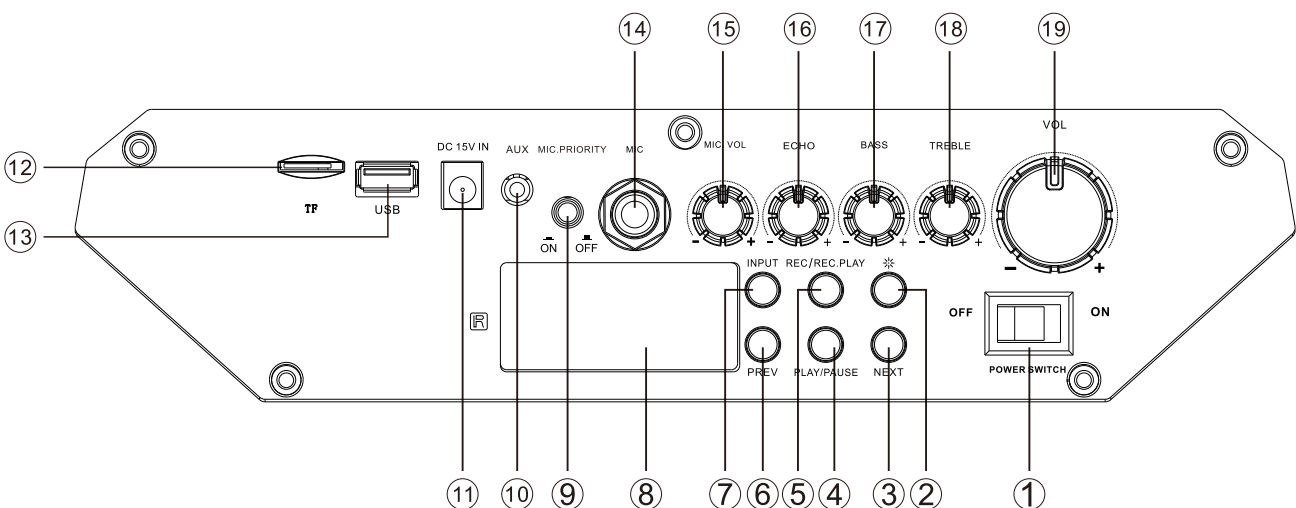 ⑭ ⑮ ⑯ ⑰ ⑱ ⑲
VOL
DC 15V IN AUX MIC.PRIORITY MIC MIC VOL ECHO BASS TREBLE
⑫
TF
USB
⑬
ON OFF
- + - + - + - + - +
INPUT REC/REC.PLAY
OFF ON
IR
PREV PLAY/PAUSE NEXT
POWER SWITCH
⑪ ⑩ ⑨ ⑧ ⑦ ⑥ ⑤ ④ ③ ② ①